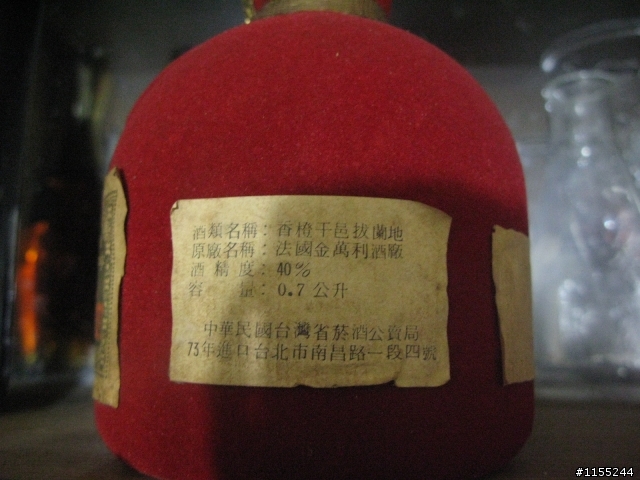 酒類名稱：香橙干邑拔蘭地
原廠名稱：法國金萬利酒廠
酒精度：40%
容量：0.7公升
中華民國台灣省菸酒公賣局
73年進口台北市南昌路一段四號
#1155244